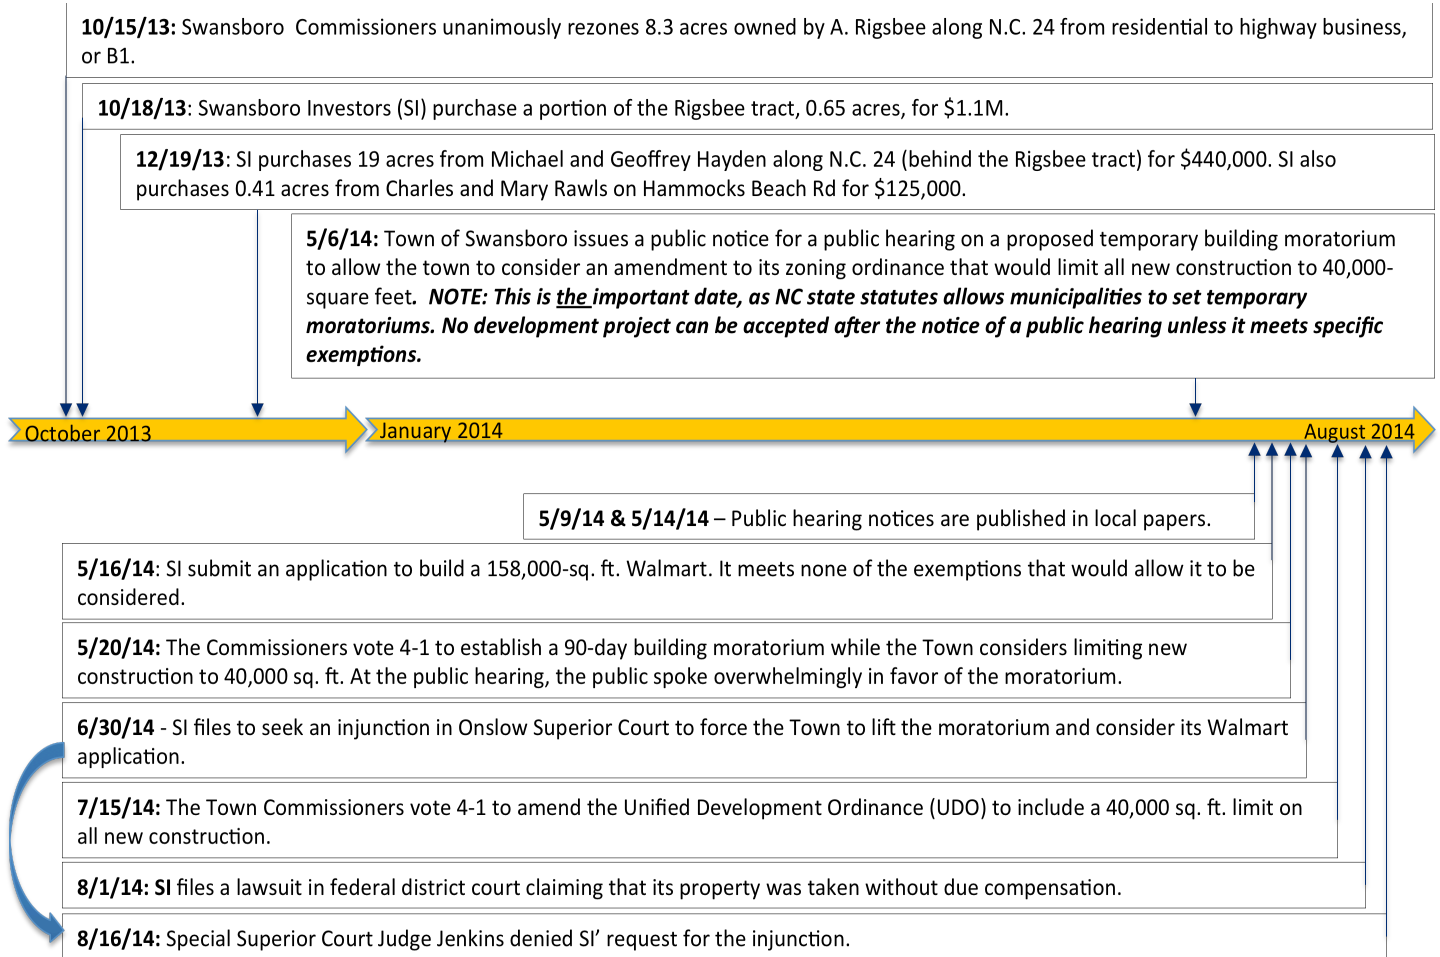 10/15/13: Swansboro  Commissioners unanimously rezones 8.3 acres owned by A. Rigsbee along N.C. 24 from residential to highway business,
or B1.
10/18/13: Swansboro Investors (SI) purchase a portion of the Rigsbee tract, 0.65 acres, for $1.1M.
12/19/13: SI purchases 19 acres from Michael and Geoffrey Hayden along N.C. 24 (behind the Rigsbee tract) for $440,000. SI also
purchases 0.41 acres from Charles and Mary Rawls on Hammocks Beach Rd for $125,000.
5/6/14: Town of Swansboro issues a public notice for a public hearing on a proposed temporary building moratorium
to allow the town to consider an amendment to its zoning ordinance that would limit all new construction to 40,000-
square feet.  NOTE: This is the important date, as NC state statutes allows municipalities to set temporary
moratoriums. No development project can be accepted after the notice of a public hearing unless it meets specific
exemptions.
October 2013
January 2014
August 2014
5/9/14 & 5/14/14 – Public hearing notices are published in local papers.
5/16/14: SI submit an application to build a 158,000-sq. ft. Walmart. It meets none of the exemptions that would allow it to be
considered.
5/20/14: The Commissioners vote 4-1 to establish a 90-day building moratorium while the Town considers limiting new
construction to 40,000 sq. ft. At the public hearing, the public spoke overwhelmingly in favor of the moratorium.
6/30/14 - SI files to seek an injunction in Onslow Superior Court to force the Town to lift the moratorium and consider its Walmart
application.
7/15/14: The Town Commissioners vote 4-1 to amend the Unified Development Ordinance (UDO) to include a 40,000 sq. ft. limit on
all new construction.
8/1/14: SI files a lawsuit in federal district court claiming that its property was taken without due compensation.
8/16/14: Special Superior Court Judge Jenkins denied SI’ request for the injunction.